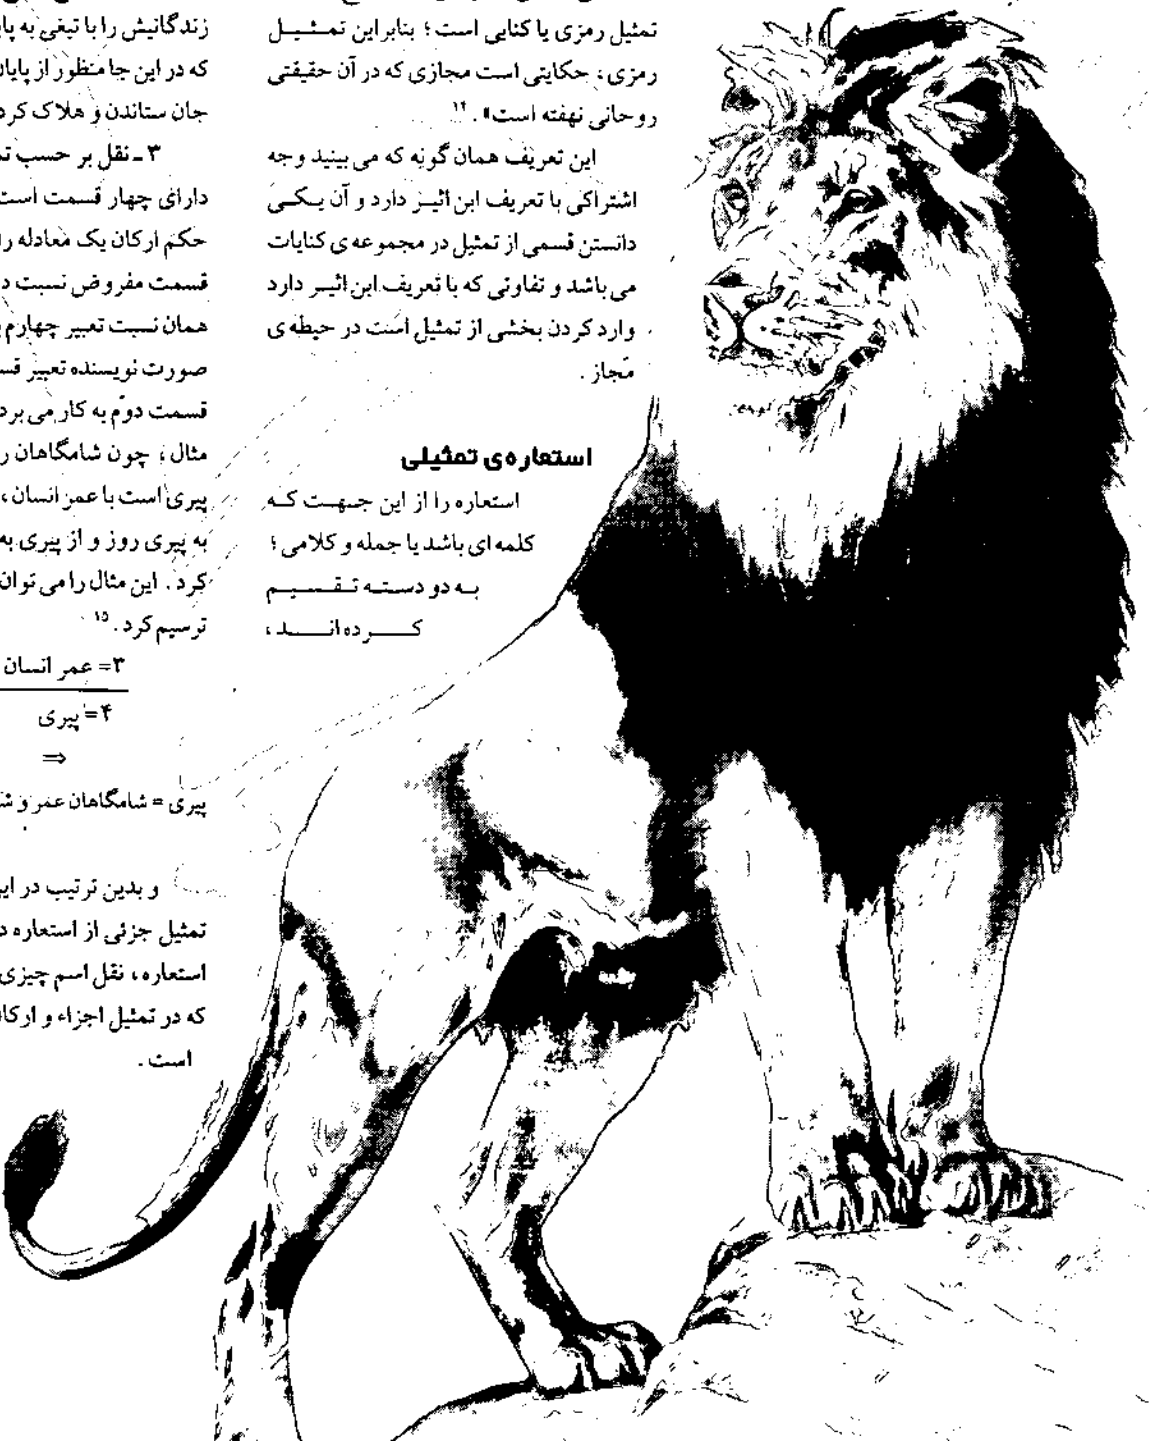 تمثیل رمزی یا کنایی است؛ بنابراین تمثیل
رمزی، حکایتی است مجازی که در آن حقیقتی
روحانی نهفته است». ۱۴
این تعریف همان گونه که می بینید وجه
اشتراکی با تعریف ابن اثیر دارد و آن یکی
دانستن قسمی از تمثیل در مجموعه ی کنایات
می باشد و تفاوتی که با تعریف ابن اثیر دارد
وارد کردن بخشی از تمثیل است در حیطه ی
مجاز.
استعاره ی تمثیلی
استعاره را از این جهت که
کلمه ای باشد یا جمله و کلامی؛
به دو دسته تقسیم
کرده اند،
زندگانیش را با تیغی به
که در این جا منظور از پایان
جان ستاندن و هلاک کرد
۳ـ نقل بر حسب
دارای چهار قسمت است
حکم ارکان یک معادله را
قسمت مفروض نسبت
همان نسبت تعبیر چهارم
صورت نویسنده تعبیر
قسمت دوّم به کار می برد
مثال؛ چون شامگاهان
پیری است با عمر انسان،
به پیری روز و از پیری به
کرد. این مثال را می توان
ترسیم کرد. ۱۵
۳= عمر انسان
۴= پیری
⇒
پیری = شامگاهان عمر و
و بدین ترتیب در
تمثیل جزئی از استعاره
استعاره، نقل اسم چیزی
که در تمثیل اجزاء و
است.